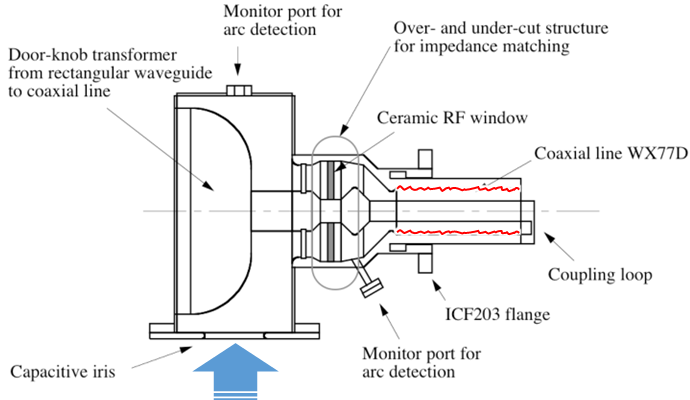 Monitor port for
arc detection
Over- and under-cut structure
for impedance matching
Door-knob transformer
from rectangular waveguide
to coaxial line
Ceramic RF window
Coaxial line WX77D
Coupling loop
ICF203 flange
Monitor port for
arc detection
Capacitive iris